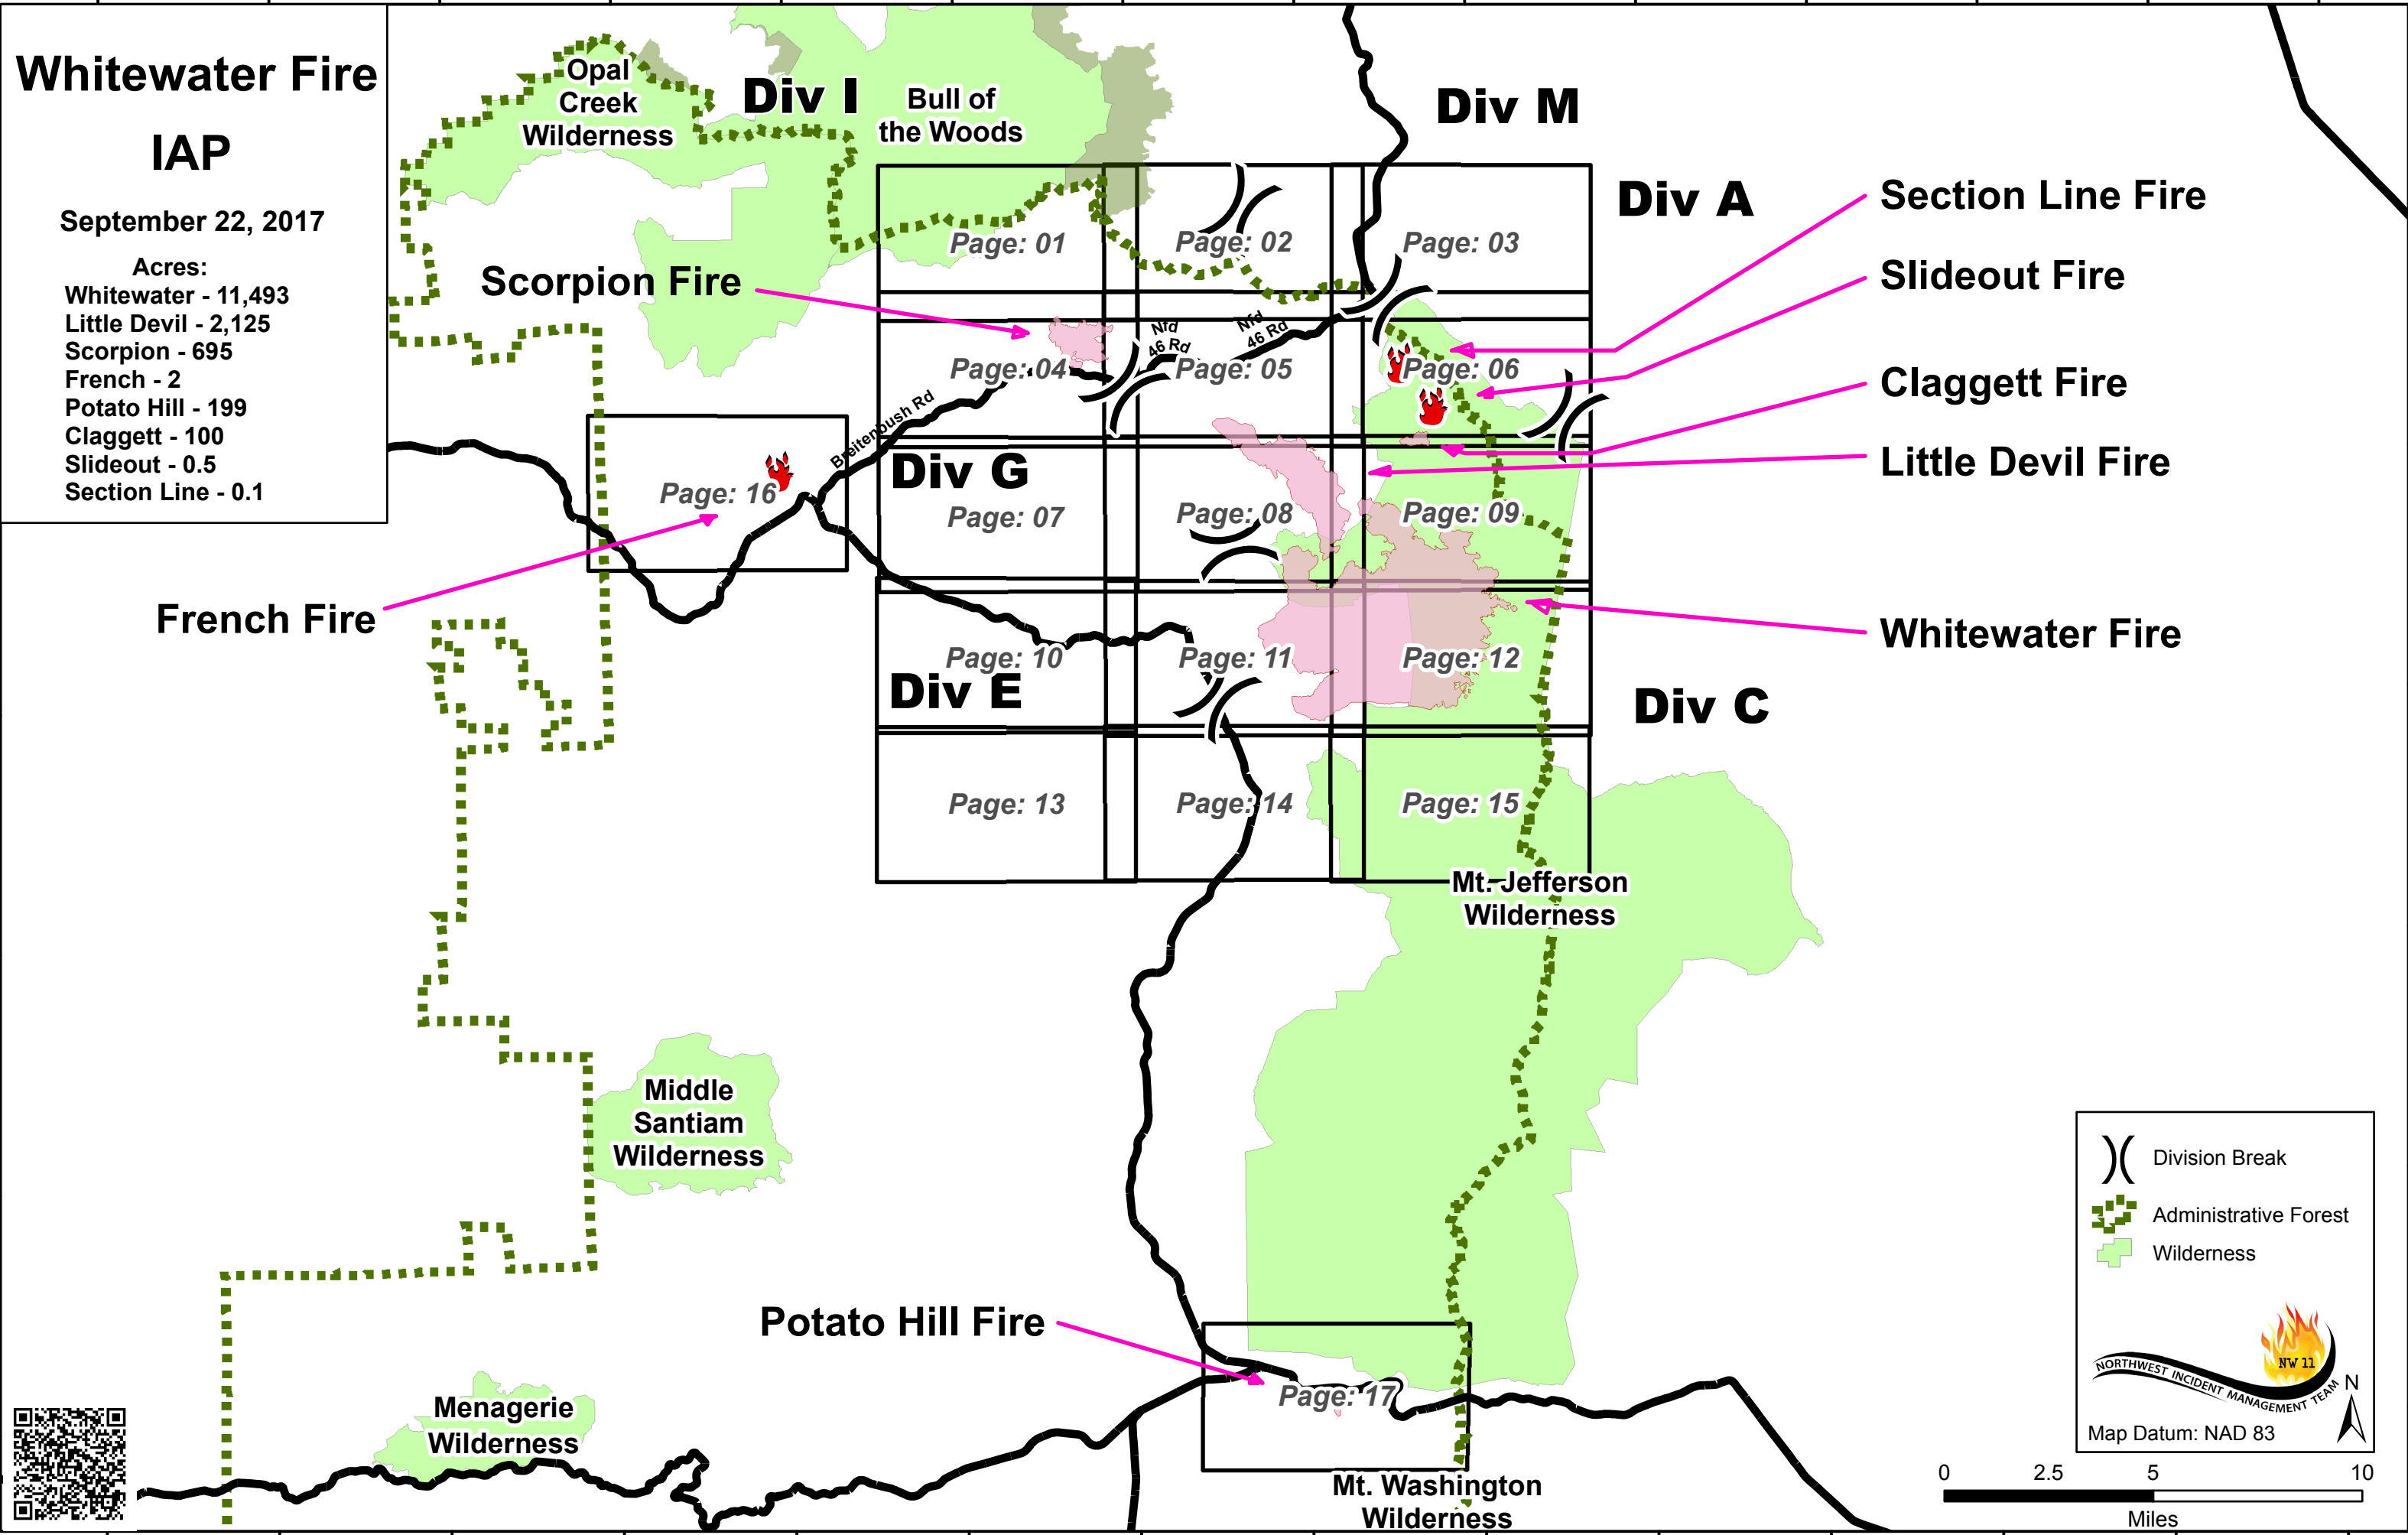 Whitewater Fire
IAP
September 22, 2017
Acres:
Whitewater - 11,493
Little Devil - 2,125
Scorpion - 695
French - 2
Potato Hill - 199
Claggett - 100
Slideout - 0.5
Section Line - 0.1
Opal
Creek
Wilderness
Div I
Bull of
the Woods
Div M
Div A
Section Line Fire
Slideout Fire
Claggett Fire
Little Devil Fire
Whitewater Fire
Scorpion Fire
Page: 01
Page: 02
Page: 03
Nfd
46 Rd
Nfd
46 Rd
Page: 04
Page: 05
Page: 06
Breitenbush Rd
Div G
Page: 16
Page: 07
Page: 08
Page: 09
French Fire
Page: 10
Page: 11
Page: 12
Div E
Div C
Page: 13
Page: 14
Page: 15
Mt. Jefferson
Wilderness
Middle
Santiam
Wilderness
Potato Hill Fire
Page: 17
Menagerie
Wilderness
Mt. Washington
Wilderness
Division Break
Administrative Forest
Wilderness
NW 11
NORTHWEST INCIDENT MANAGEMENT TEAM
N
Map Datum: NAD 83
0 2.5 5 10
Miles